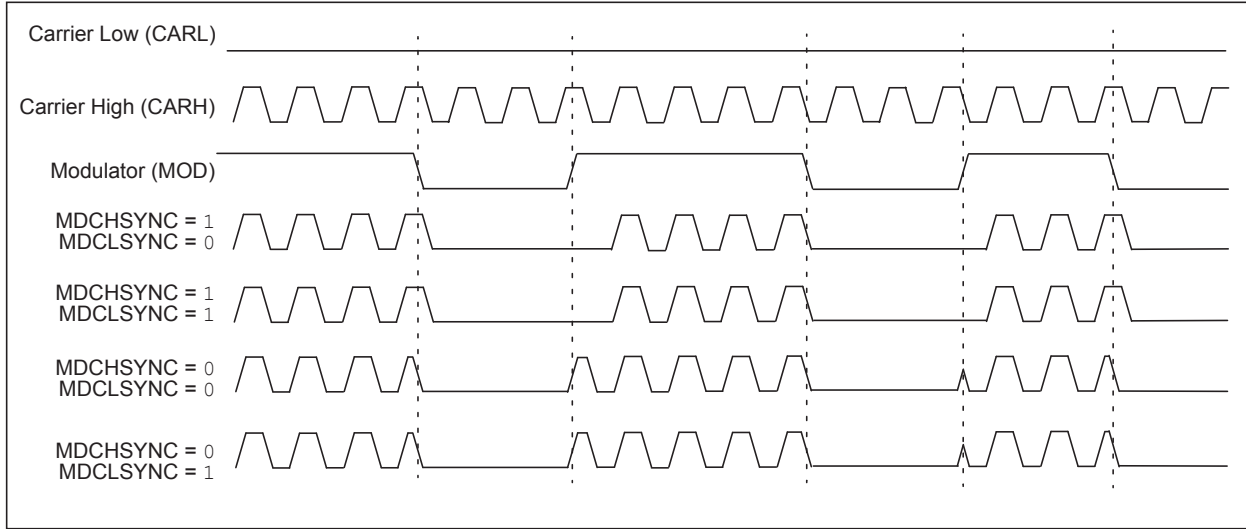 Carrier Low (CARL)
Carrier High (CARH)
Modulator (MOD)
MDCHSYNC = 1
MDCLSYNC = 0
MDCHSYNC = 1
MDCLSYNC = 1
MDCHSYNC = 0
MDCLSYNC = 0
MDCHSYNC = 0
MDCLSYNC = 1